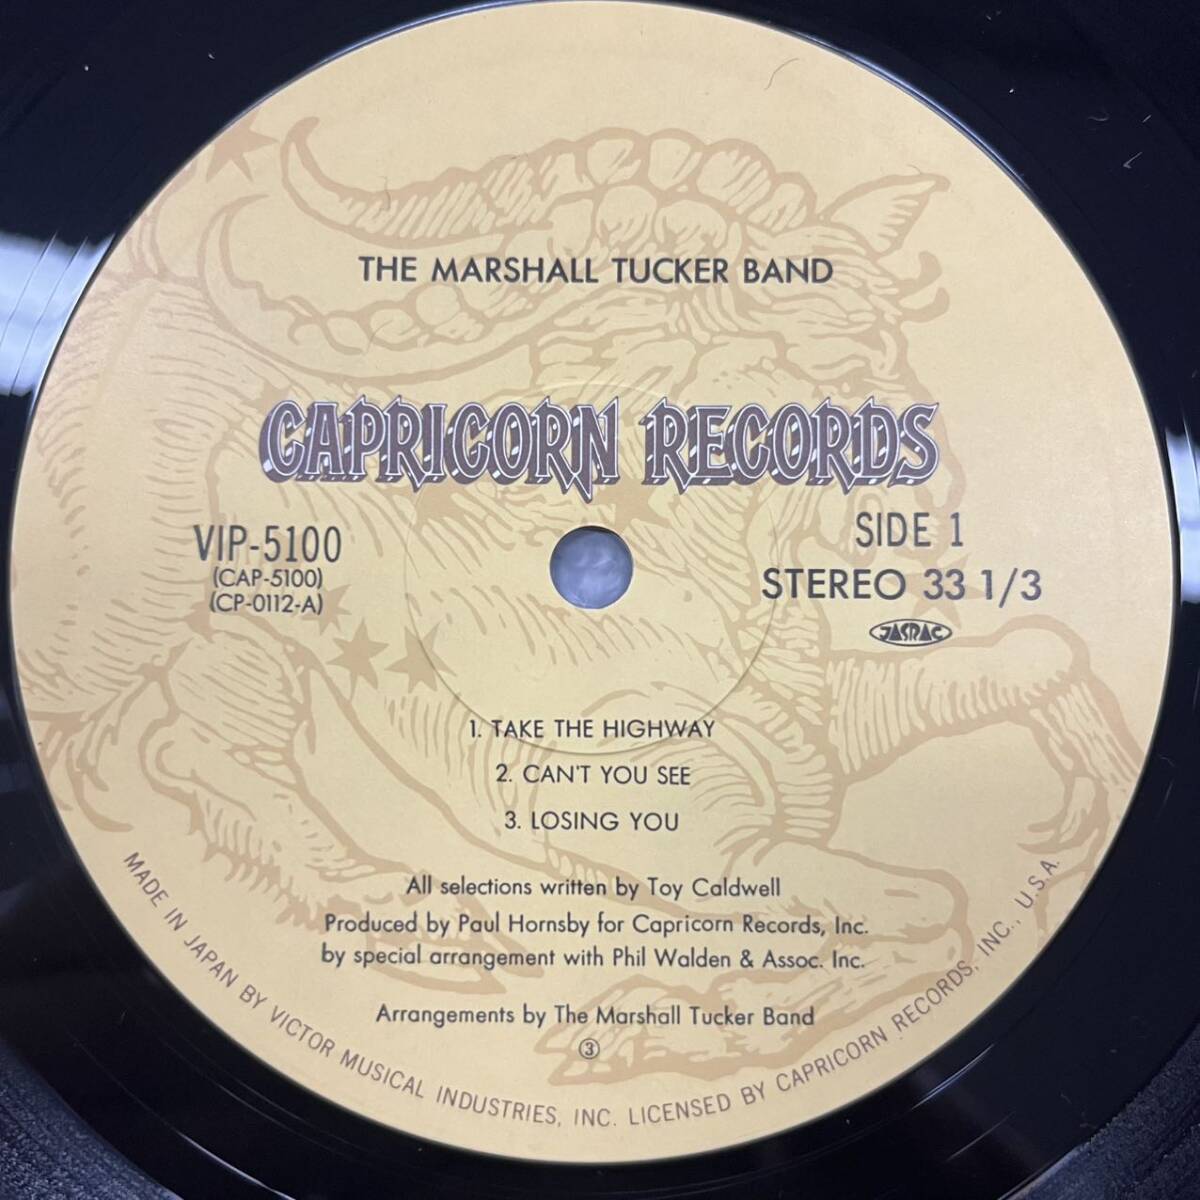 THE MARSHALL TUCKER BAND
CAPRICORN RECORDS
VIP-5100
(CAP-5100)
(CP-0112-A)
SIDE 1
STEREO 33 1/3
JASRAC
1. TAKE THE HIGHWAY
2. CAN'T YOU SEE
3. LOSING YOU
All selections written by Toy Caldwell
Produced by Paul Hornsby for Capricorn Records, Inc.
by special arrangement with Phil Walden & Assoc. Inc.
Arrangements by The Marshall Tucker Band
③
MADE IN JAPAN BY VICTOR MUSICAL INDUSTRIES, INC. LICENSED BY CAPRICORN RECORDS, INC., U.S.A.